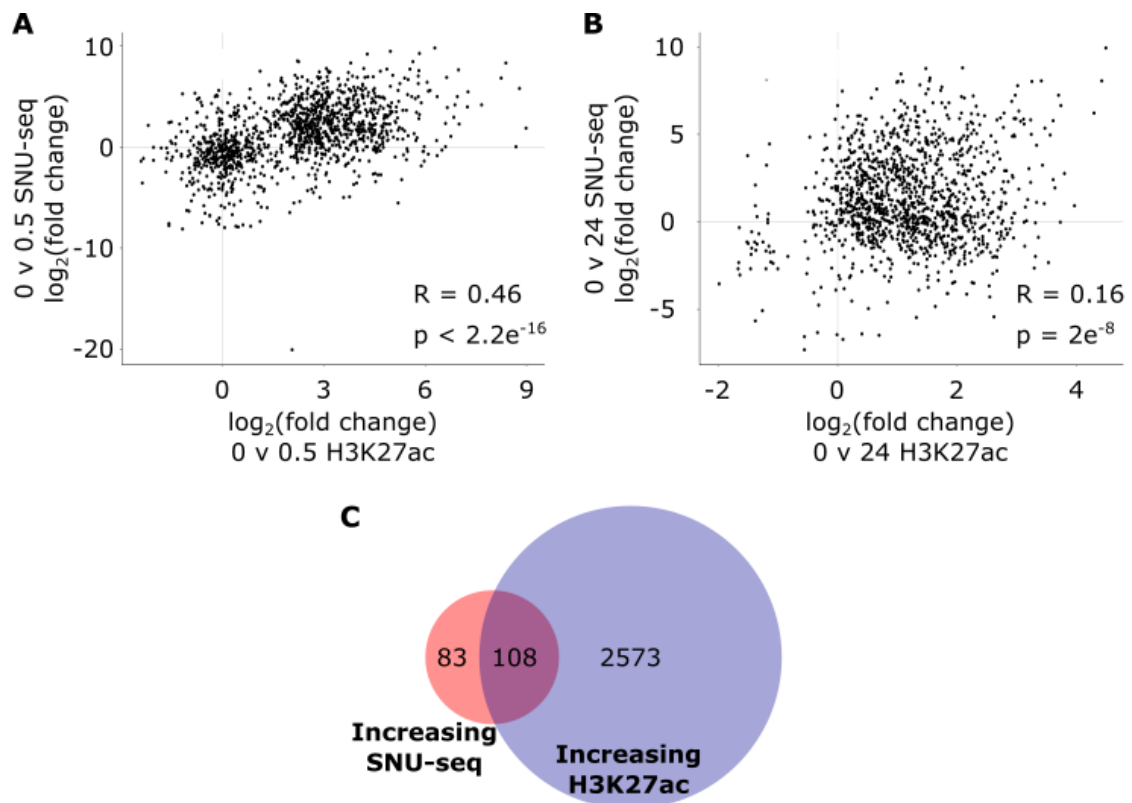 A
0 v 0.5 SNU-seq
log₂(fold change)
10
0
-10
-20
R = 0.46
p < 2.2e⁻¹⁶
0 3 6 9
log₂(fold change)
0 v 0.5 H3K27ac
B
0 v 24 SNU-seq
log₂(fold change)
10
5
0
-5
R = 0.16
p = 2e⁻⁸
-2 0 2 4
log₂(fold change)
0 v 24 H3K27ac
C
83 108 2573
Increasing
SNU-seq
Increasing
H3K27ac